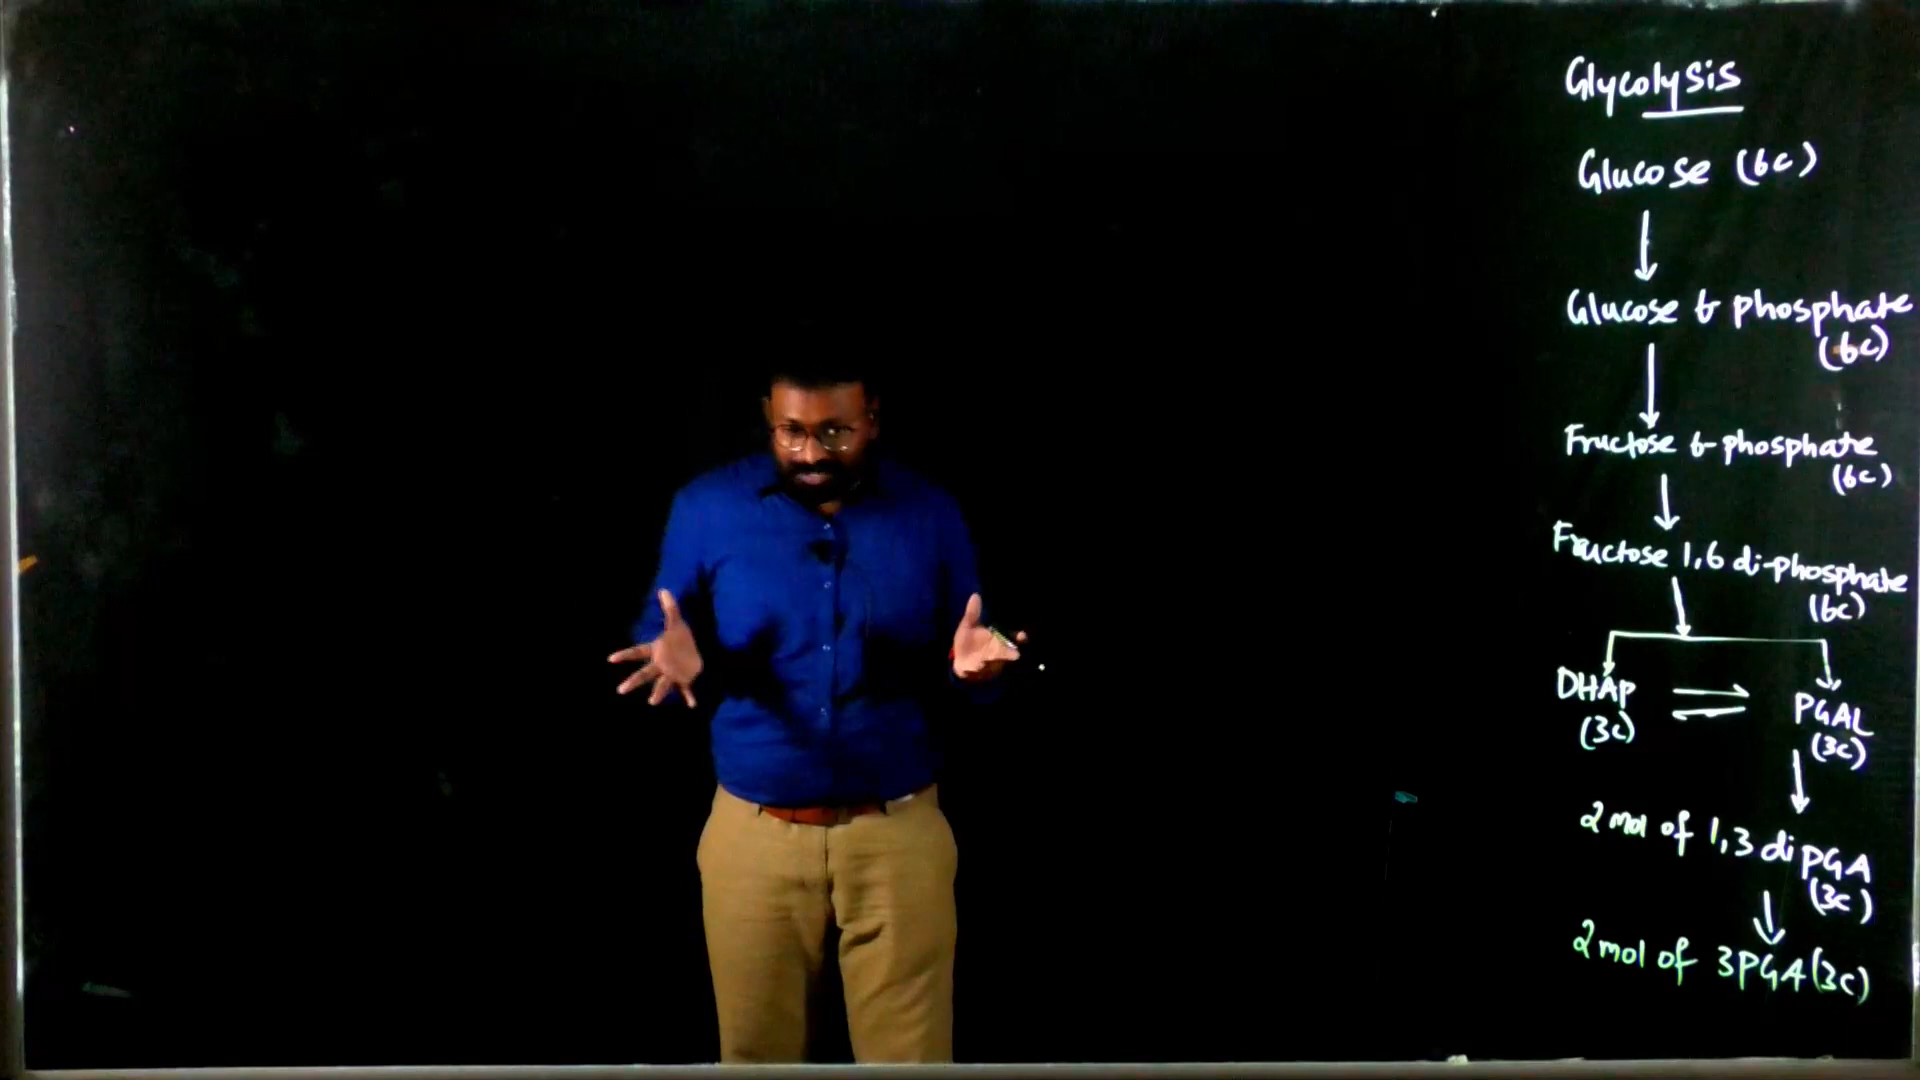 Glycolysis
Glucose (6c)
Glucose 6 phosphate
(6c)
Fructose 6-phosphate
(6c)
Fructose 1,6 di-phosphate
(6c)
DHAP PGAL
(3c) (3c)
2 mol of 1,3 di PGA
(3c)
2 mol of 3PGA (3c)